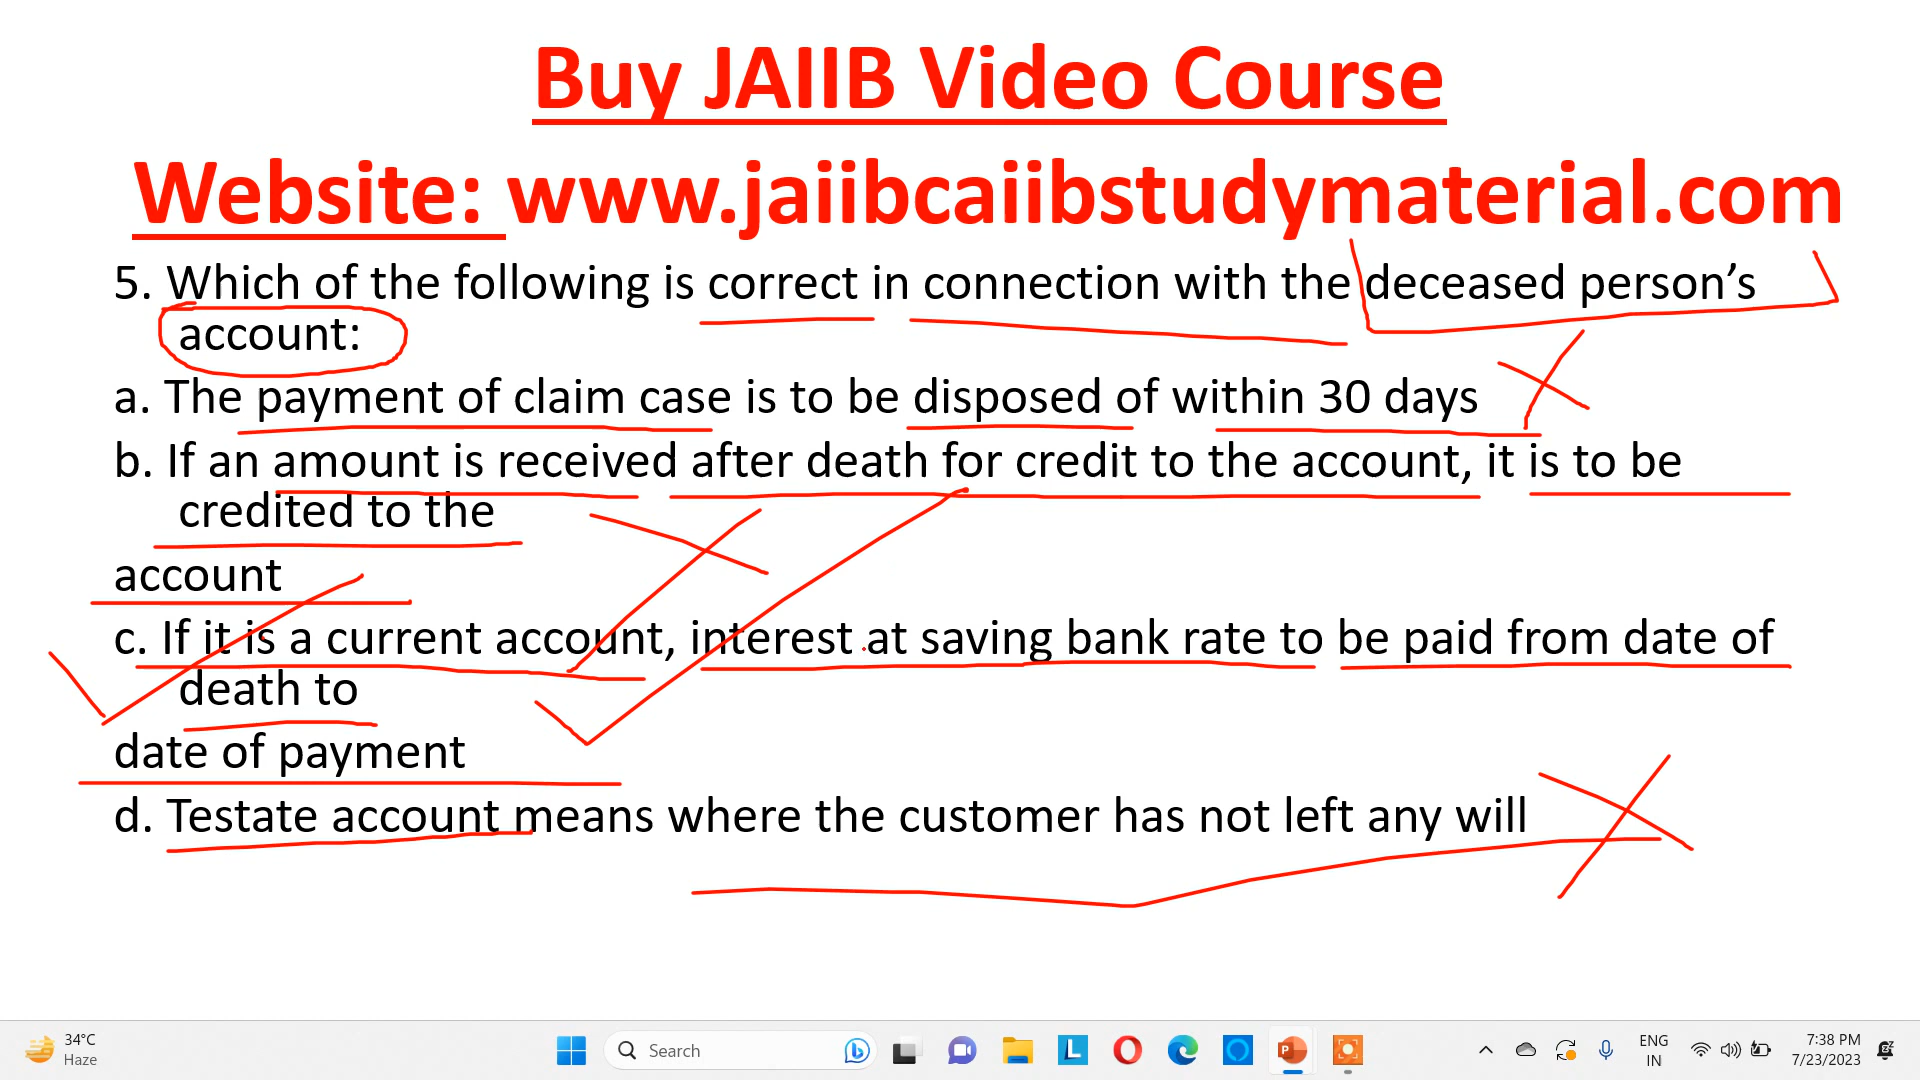 Buy JAIIB Video Course
Website: www.jaiibcaiibstudymaterial.com
5. Which of the following is correct in connection with the deceased person’s
account:
a. The payment of claim case is to be disposed of within 30 days
b. If an amount is received after death for credit to the account, it is to be
credited to the
account
c. If it is a current account, interest at saving bank rate to be paid from date of
death to
date of payment
d. Testate account means where the customer has not left any will
34°C
Haze
Search
ENG
IN
7:38 PM
7/23/2023